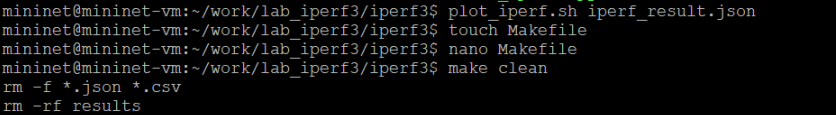 mininet@mininet-vm:~/work/lab_iperf3/iperf3$ plot_iperf.sh iperf_result.json
mininet@mininet-vm:~/work/lab_iperf3/iperf3$ touch Makefile
mininet@mininet-vm:~/work/lab_iperf3/iperf3$ nano Makefile
mininet@mininet-vm:~/work/lab_iperf3/iperf3$ make clean
rm -f *.json *.csv
rm -rf results